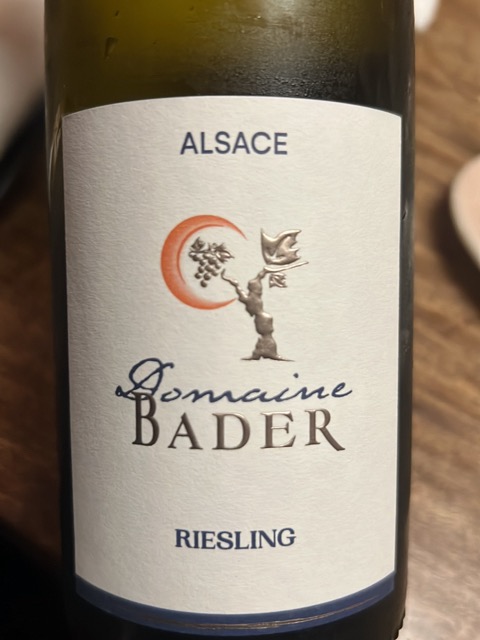 ALSACE
Domaine
BADER
RIESLING